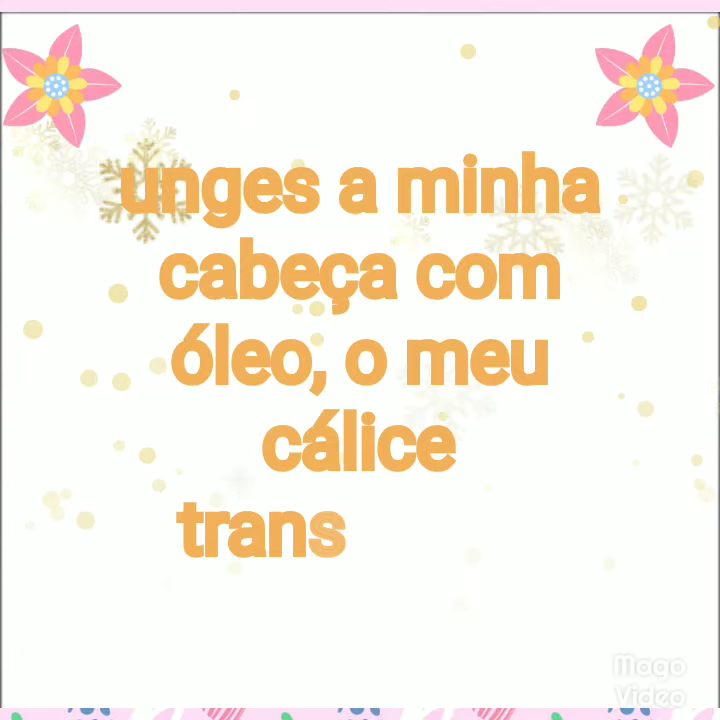 unges a minha
cabeça com
óleo, o meu
cálice
trans
Mago
Video